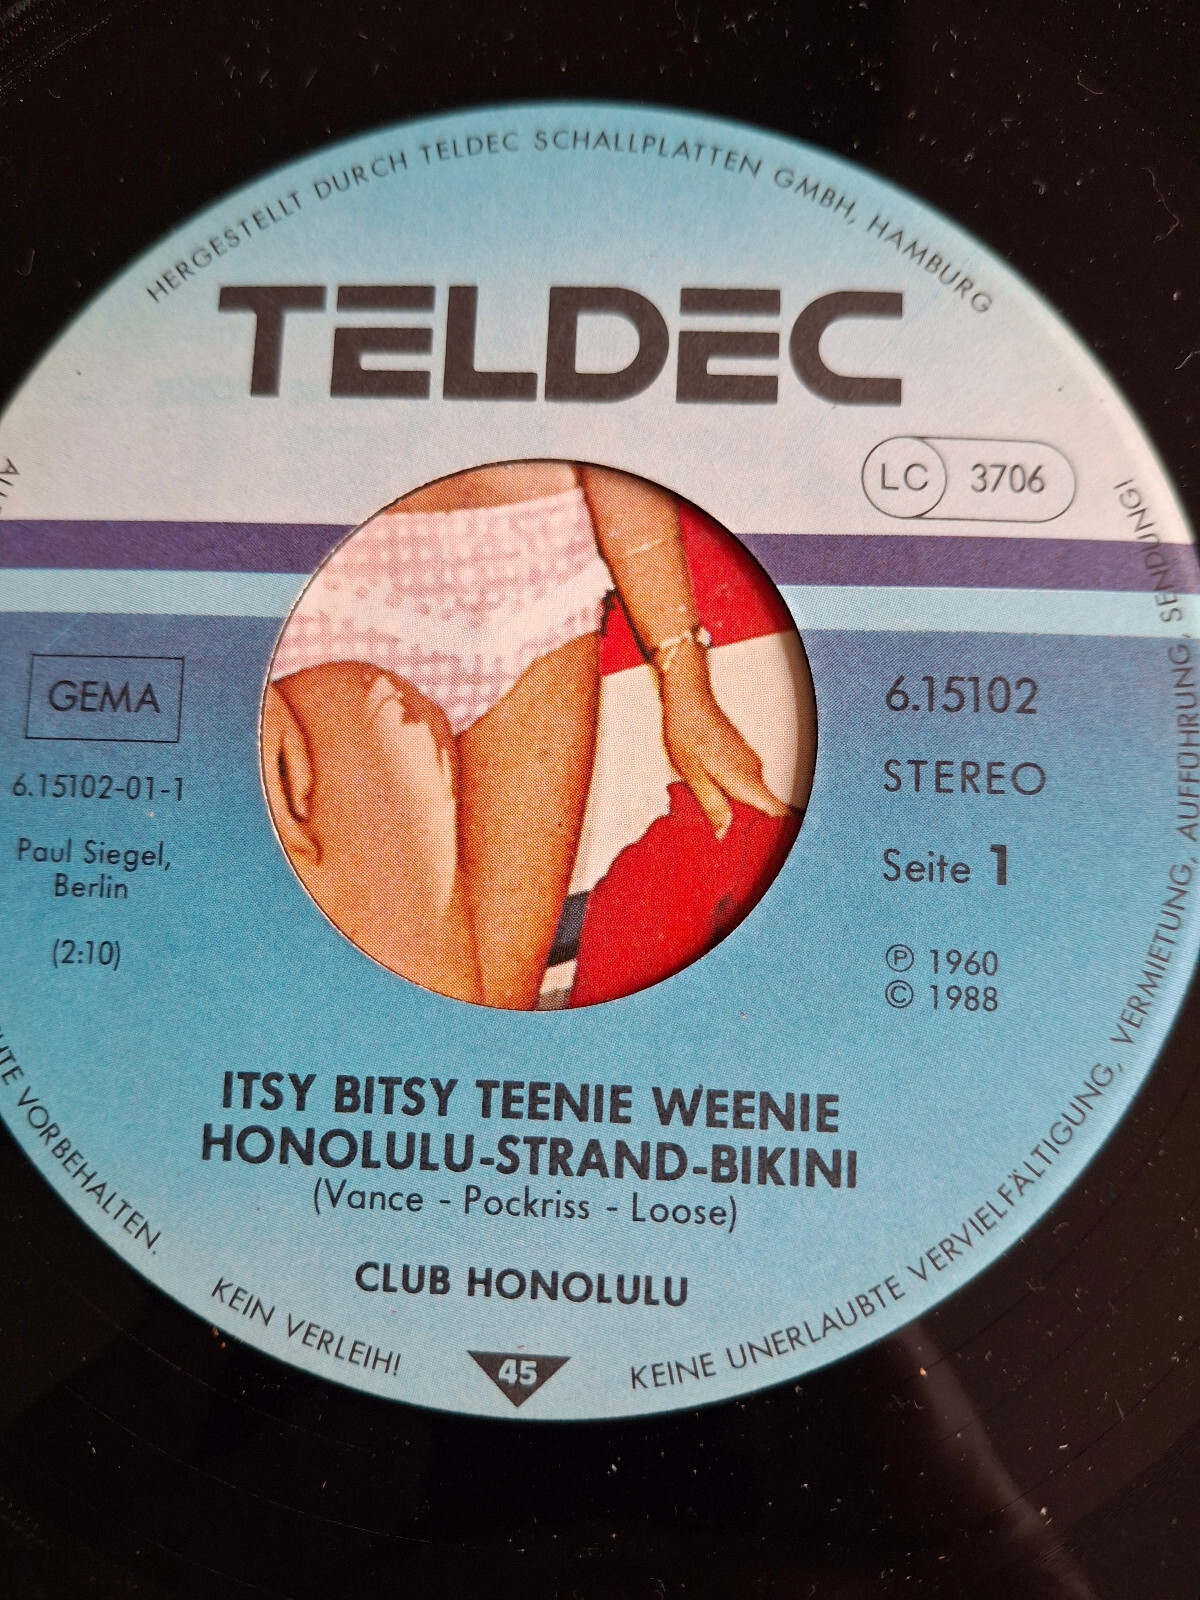 HERGESTELLT DURCH TELDEC SCHALLPLATTEN GMBH, HAMBURG
TELDEC
LC 3706
GEMA
6.15102-01-1
Paul Siegel,
Berlin
(2:10)
6.15102
STEREO
Seite 1
℗ 1960
© 1988
ITSY BITSY TEENIE WEENIE
HONOLULU-STRAND-BIKINI
(Vance - Pockriss - Loose)
CLUB HONOLULU
45
VORBEHALTEN.
KEIN VERLEIH!
KEINE UNERLAUBTE VERVIELFÄLTIGUNG, VERMIETUNG, AUFFÜHRUNG, SENDUNG!